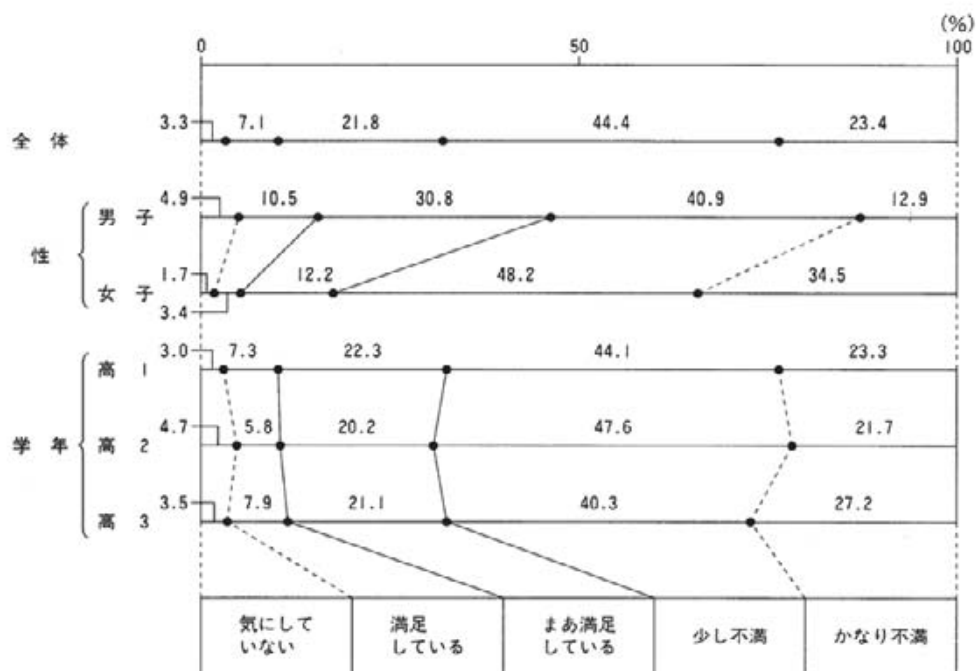 (%)
0 50 100
全体 3.3 7.1 21.8 44.4 23.4
性
男子 4.9 10.5 30.8 40.9 12.9
女子 1.7 3.4 12.2 48.2 34.5
学年
高1 3.0 7.3 22.3 44.1 23.3
高2 4.7 5.8 20.2 47.6 21.7
高3 3.5 7.9 21.1 40.3 27.2
気にして
いない
満足
している
まあ満足
している
少し不満
かなり不満